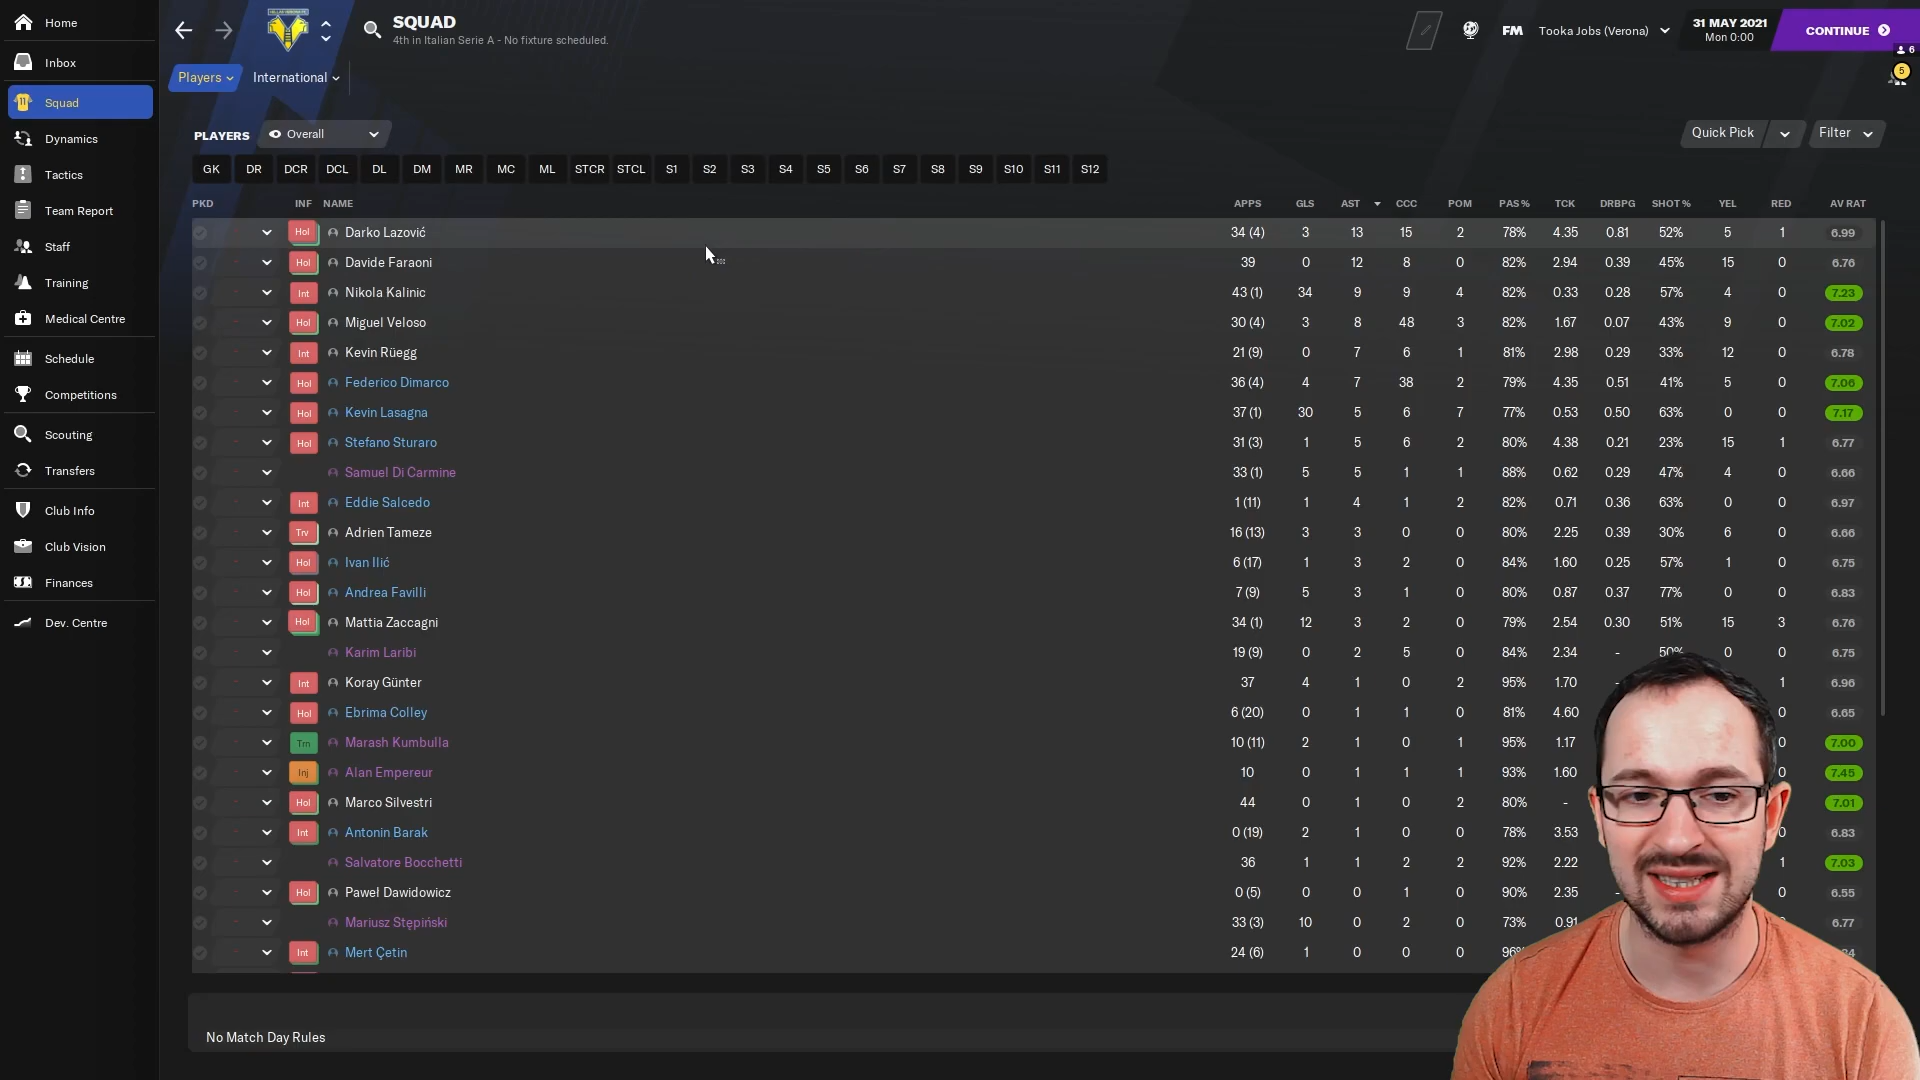 Home
Inbox
Squad
Dynamics
Tactics
Team Report
Staff
Training
Medical Centre
Schedule
Competitions
Scouting
Transfers
Club Info
Club Vision
Finances
Dev. Centre
SQUAD
4th in Italian Serie A - No fixture scheduled.
FM Tooka Jobs (Verona) 31 MAY 2021 Mon 0:00 CONTINUE
6
5
Players International
PLAYERS Overall Quick Pick Filter
GK DR DCR DCL DL DM MR MC ML STCR STCL S1 S2 S3 S4 S5 S6 S7 S8 S9 S10 S11 S12
PKD INF NAME APPS GLS AST CCC POM PAS % TCK DRBPG SHOT % YEL RED AV RAT
Hol Darko Lazović 34 (4) 3 13 15 2 78% 4.35 0.81 52% 5 1 6.99
Hol Davide Faraoni 39 0 12 8 0 82% 2.94 0.39 45% 15 0 6.76
Int Nikola Kalinic 43 (1) 34 9 9 4 82% 0.33 0.28 57% 4 0 7.23
Hol Miguel Veloso 30 (4) 3 8 48 3 82% 1.67 0.07 43% 9 0 7.02
Int Kevin Rüegg 21 (9) 0 7 6 1 81% 2.98 0.29 33% 12 0 6.78
Hol Federico Dimarco 36 (4) 4 7 38 2 79% 4.35 0.51 41% 5 0 7.06
Hol Kevin Lasagna 37 (1) 30 5 6 7 77% 0.53 0.50 63% 0 0 7.17
Hol Stefano Sturaro 31 (3) 1 5 6 2 80% 4.38 0.21 23% 15 1 6.77
Samuel Di Carmine 33 (1) 5 5 1 1 88% 0.62 0.29 47% 4 0 6.66
Int Eddie Salcedo 1 (11) 1 4 1 2 82% 0.71 0.36 63% 0 0 6.97
Trv Adrien Tameze 16 (13) 3 3 0 0 80% 2.25 0.39 30% 6 0 6.66
Hol Ivan Ilić 6 (17) 1 3 2 0 84% 1.60 0.25 57% 1 0 6.75
Hol Andrea Favilli 7 (9) 5 3 1 0 80% 0.87 0.37 77% 0 0 6.83
Hol Mattia Zaccagni 34 (1) 12 3 2 0 79% 2.54 0.30 51% 15 3 6.76
Karim Laribi 19 (9) 0 2 5 0 84% 2.34 - 50% 0 0 6.75
Int Koray Günter 37 4 1 0 2 95% 1.70 - 1 6.96
Hol Ebrima Colley 6 (20) 0 1 1 0 81% 4.60 0 6.65
Trn Marash Kumbulla 10 (11) 2 1 0 1 95% 1.17 0 7.00
Inj Alan Empereur 10 0 1 1 1 93% 1.60 0 7.45
Hol Marco Silvestri 44 0 1 0 2 80% - 0 7.01
Int Antonin Barak 0 (19) 2 1 0 0 78% 3.53 0 6.83
Salvatore Bocchetti 36 1 1 2 2 92% 2.22 1 7.03
Hol Paweł Dawidowicz 0 (5) 0 0 1 0 90% 2.35 - 0 6.55
Mariusz Stępiński 33 (3) 10 0 2 0 73% 0.91 6.77
Int Mert Çetin 24 (6) 1 0 0 0 96%
No Match Day Rules